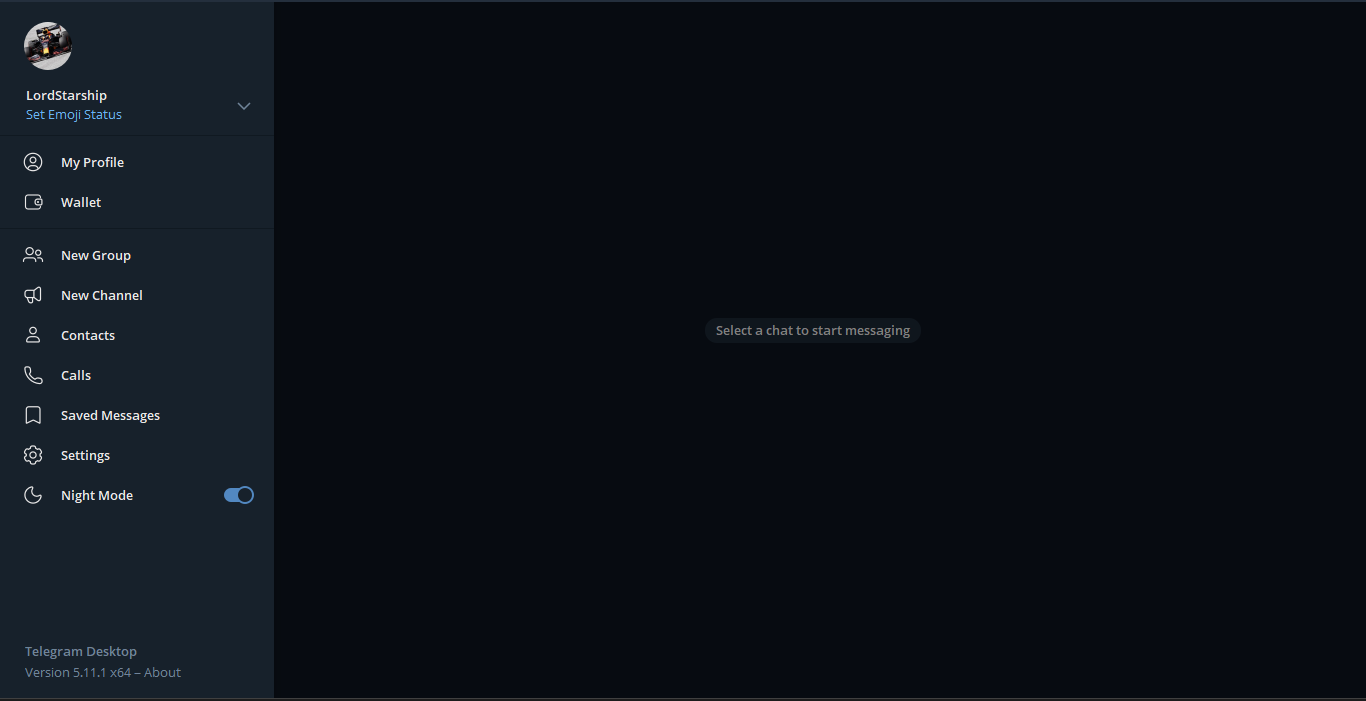 LordStarship
Set Emoji Status
My Profile
Wallet
New Group
New Channel
Contacts
Calls
Saved Messages
Settings
Night Mode
Select a chat to start messaging
Telegram Desktop
Version 5.11.1 x64 – About